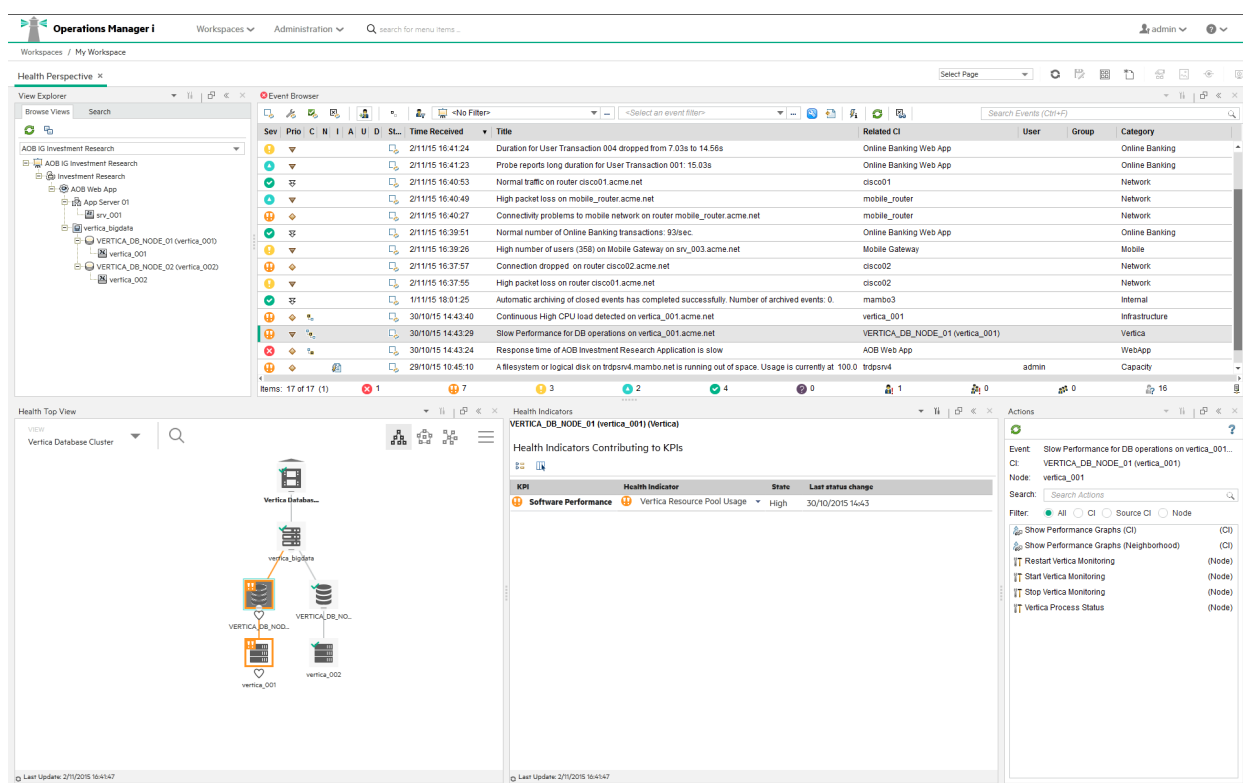 Operations Manager i Workspaces Administration search for menu items ... admin
Workspaces / My Workspace
Health Perspective × Select Page
View Explorer
Browse Views Search
AOB IG Investment Research
AOB IG Investment Research
Investment Research
AOB Web App
App Server 01
srv_001
vertica_bigdata
VERTICA_DB_NODE_01 (vertica_001)
vertica_001
VERTICA_DB_NODE_02 (vertica_002)
vertica_002
Event Browser
<No Filter> <Select an event filter> Search Events (Ctrl+F)
Sev Prio C N I A U D St... Time Received Title Related CI User Group Category
2/11/15 16:41:24 Duration for User Transaction 004 dropped from 7.03s to 14.56s Online Banking Web App Online Banking
2/11/15 16:41:23 Probe reports long duration for User Transaction 001: 15.03s Online Banking Web App Online Banking
2/11/15 16:40:53 Normal traffic on router cisco01.acme.net cisco01 Network
2/11/15 16:40:49 High packet loss on mobile_router.acme.net mobile_router Network
2/11/15 16:40:27 Connectivity problems to mobile network on router mobile_router.acme.net mobile_router Network
2/11/15 16:39:51 Normal number of Online Banking transactions: 93/sec. Online Banking Web App Online Banking
2/11/15 16:39:26 High number of users (358) on Mobile Gateway on srv_003.acme.net Mobile Gateway Mobile
2/11/15 16:37:57 Connection dropped on router cisco02.acme.net cisco02 Network
2/11/15 16:37:55 High packet loss on router cisco01.acme.net cisco02 Network
1/11/15 18:01:25 Automatic archiving of closed events has completed successfully. Number of archived events: 0. mambo3 Internal
30/10/15 14:43:40 Continuous High CPU load detected on vertica_001.acme.net vertica_001 Infrastructure
30/10/15 14:43:29 Slow Performance for DB operations on vertica_001.acme.net VERTICA_DB_NODE_01 (vertica_001) Vertica
30/10/15 14:43:24 Response time of AOB Investment Research Application is slow AOB Web App WebApp
29/10/15 10:45:10 A filesystem or logical disk on trdpsrv4.mambo.net is running out of space. Usage is currently at 100.0 trdpsrv4 admin Capacity
Items: 17 of 17 (1) 1 7 3 2 4 0 1 0 0 16
Health Top View
VIEW
Vertica Database Cluster
Vertica Databas...
vertica_bigdata
VERTICA_DB_NOD...
VERTICA_DB_NO...
vertica_001
vertica_002
Last Update: 2/11/2015 16:41:47
Health Indicators
VERTICA_DB_NODE_01 (vertica_001) (Vertica)
Health Indicators Contributing to KPIs
KPI Health Indicator State Last status change
Software Performance Vertica Resource Pool Usage High 30/10/2015 14:43
Last Update: 2/11/2015 16:41:47
Actions
Event: Slow Performance for DB operations on vertica_001...
CI: VERTICA_DB_NODE_01 (vertica_001)
Node: vertica_001
Search: Search Actions
Filter: All CI Source CI Node
Show Performance Graphs (CI) (CI)
Show Performance Graphs (Neighborhood) (CI)
Restart Vertica Monitoring (Node)
Start Vertica Monitoring (Node)
Stop Vertica Monitoring (Node)
Vertica Process Status (Node)